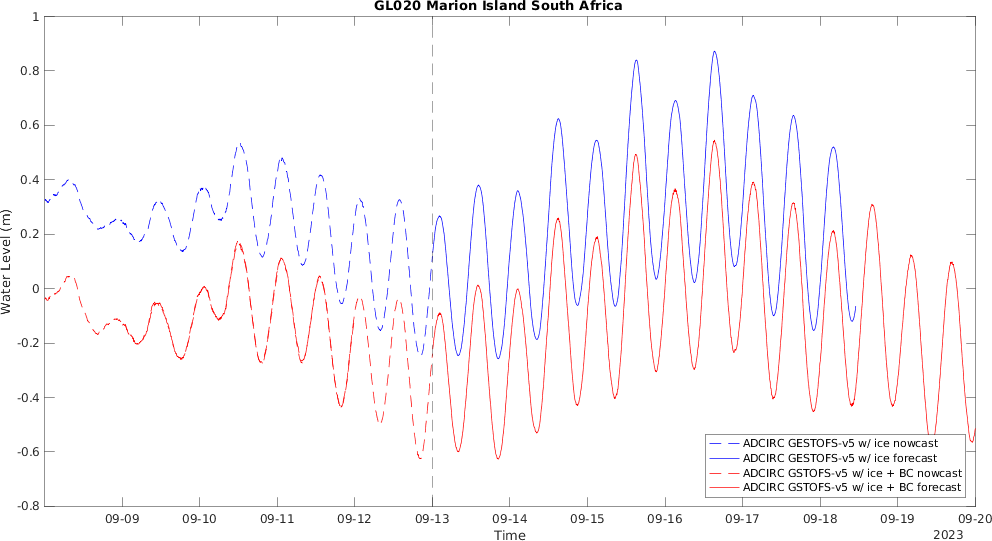 GL020 Marion Island South Africa
Water Level (m)
1
0.8
0.6
0.4
0.2
0
-0.2
-0.4
-0.6
-0.8
ADCIRC GESTOFS-v5 w/ ice nowcast
ADCIRC GESTOFS-v5 w/ ice forecast
ADCIRC GSTOFS-v5 w/ ice + BC nowcast
ADCIRC GSTOFS-v5 w/ ice + BC forecast
09-09 09-10 09-11 09-12 09-13 09-14 09-15 09-16 09-17 09-18 09-19 09-20
Time
2023